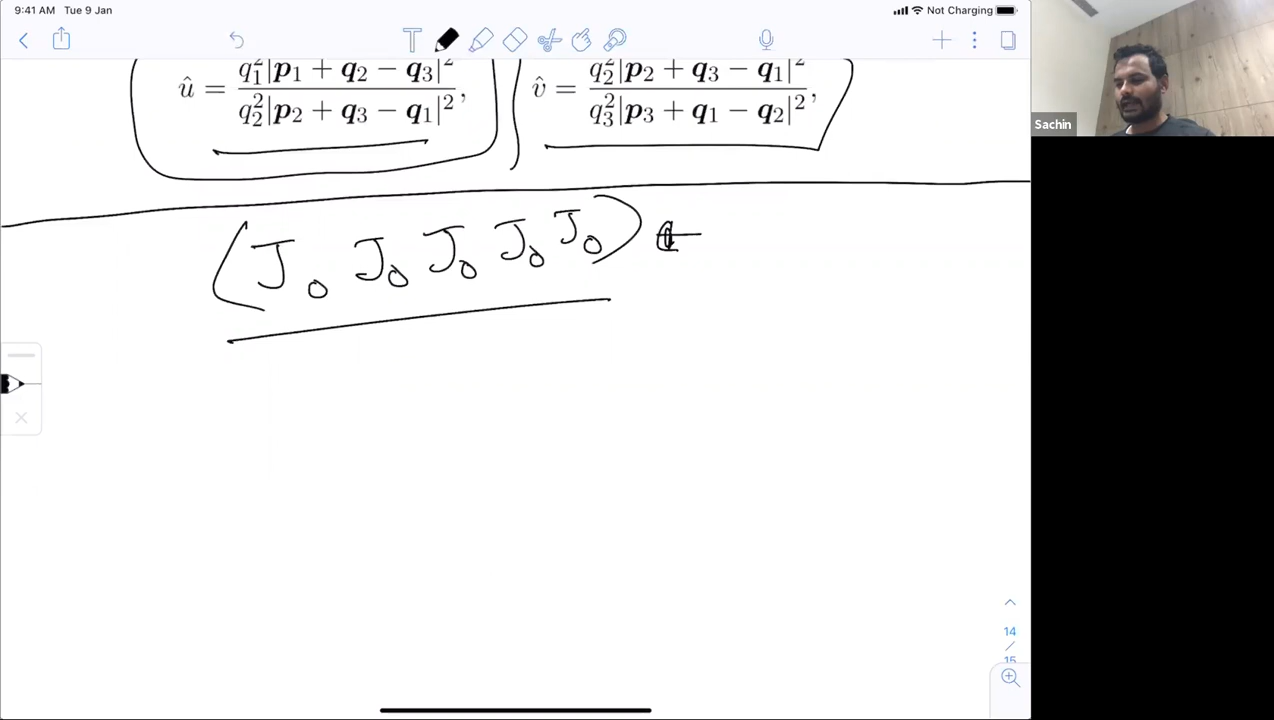 9:41 AM Tue 9 Jan Not Charging
T
û = q₁²|p₁ + q₂ − q₃|² / q₂²|p₂ + q₃ − q₁|², v̂ = q₂²|p₂ + q₃ − q₁|² / q₃²|p₃ + q₁ − q₂|²,
Sachin
(J₀ J₀ J₀ J₀ J₀)
14
/
15